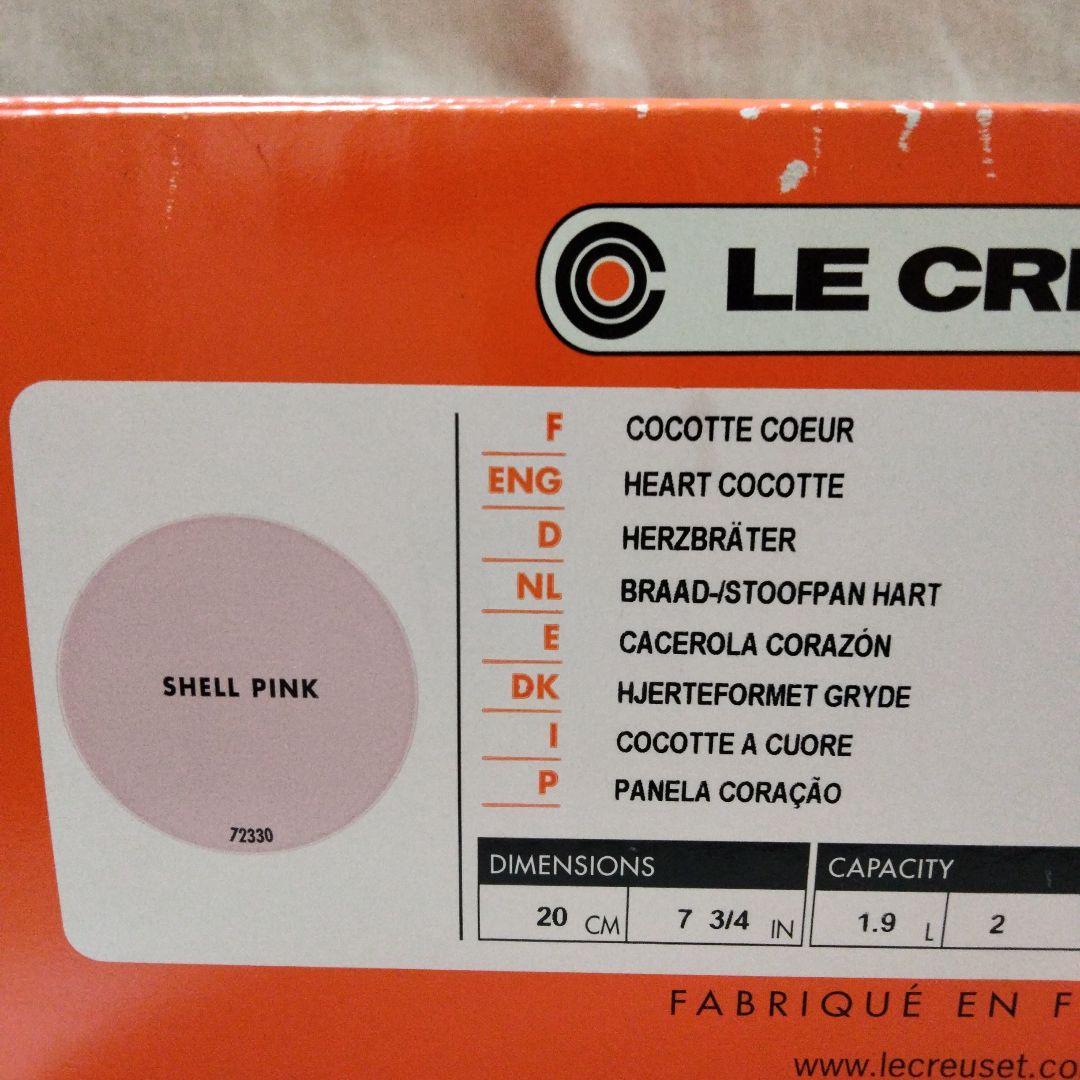 LE CRE
F COCOTTE COEUR
ENG HEART COCOTTE
D HERZBRÄTER
NL BRAAD-/STOOFPAN HART
E CACEROLA CORAZÓN
DK HJERTEFORMET GRYDE
I COCOTTE A CUORE
P PANELA CORAÇÃO
SHELL PINK
72330
DIMENSIONS
20 CM 7 3/4 IN
CAPACITY
1.9 L 2
FABRIQUÉ EN F
www.lecreuset.co